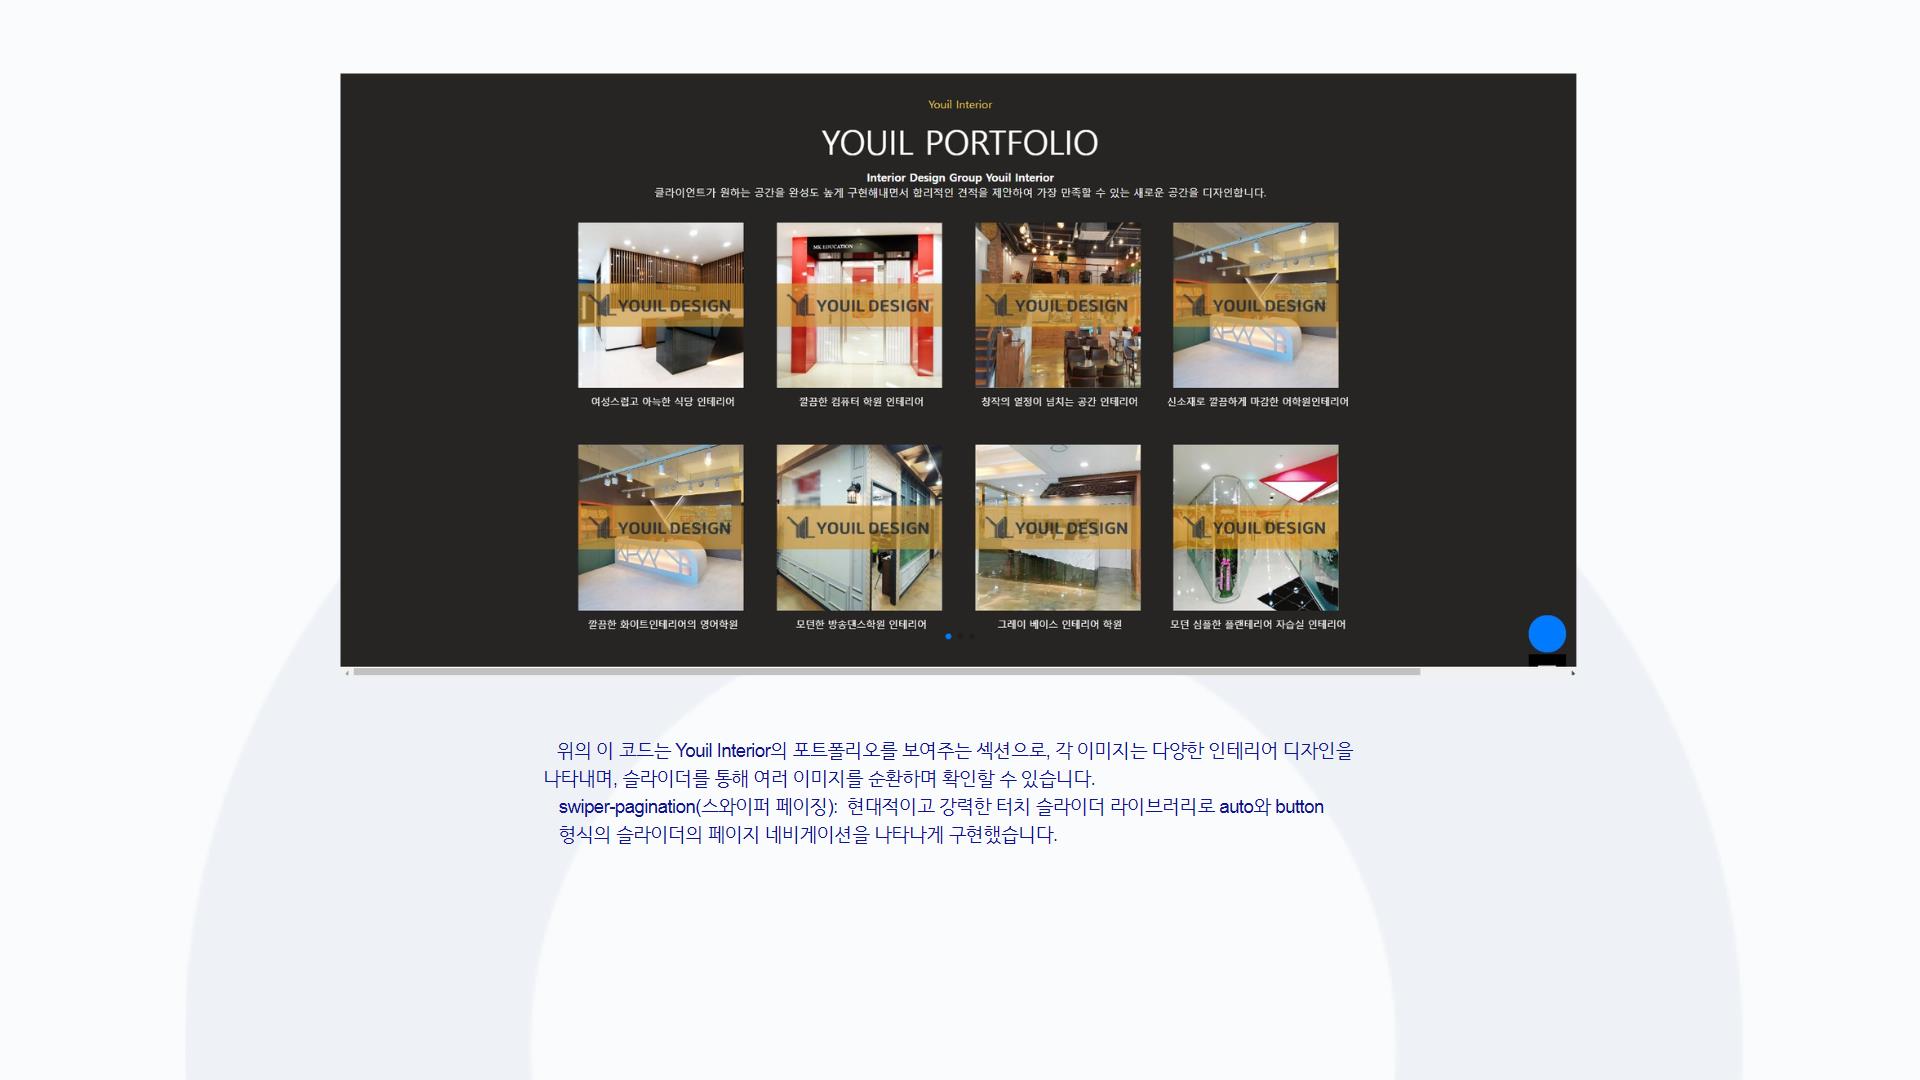 Youil Interior
YOUIL PORTFOLIO
Interior Design Group Youil Interior
클라이언트가 원하는 공간을 완성도 높게 구현해내면서 합리적인 견적을 제안하여 가장 만족할 수 있는 새로운 공간을 디자인합니다.
YOUIL DESIGN
MK EDUCATION
YOUIL DESIGN
YOUIL DESIGN
YOUIL DESIGN
여성스럽고 아늑한 식당 인테리어
깔끔한 컴퓨터 학원 인테리어
창작의 열정이 넘치는 공간 인테리어
신소재로 깔끔하게 마감한 어학원인테리어
YOUIL DESIGN
YOUIL DESIGN
YOUIL DESIGN
YOUIL DESIGN
깔끔한 화이트인테리어의 영어학원
모던한 방송댄스학원 인테리어
그레이 베이스 인테리어 학원
모던 심플한 플랜테리어 자습실 인테리어
위의 이 코드는 Youil Interior의 포트폴리오를 보여주는 섹션으로, 각 이미지는 다양한 인테리어 디자인을
나타내며, 슬라이더를 통해 여러 이미지를 순환하며 확인할 수 있습니다.
swiper-pagination(스와이퍼 페이징): 현대적이고 강력한 터치 슬라이더 라이브러리로 auto와 button
형식의 슬라이더의 페이지 네비게이션을 나타나게 구현했습니다.